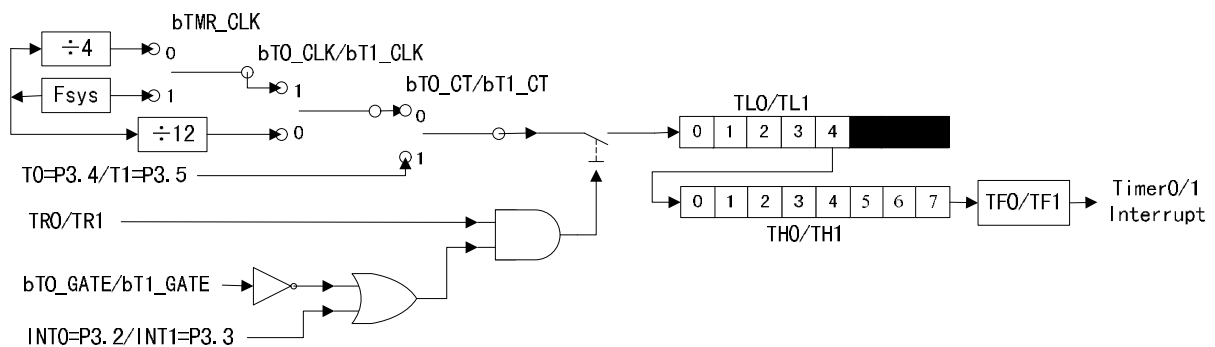 bTMR_CLK
÷4
0
bT0_CLK/bT1_CLK
Fsys
1
1
bT0_CT/bT1_CT
0
TL0/TL1
÷12
0
0 1 2 3 4
1
T0=P3.4/T1=P3.5
0 1 2 3 4 5 6 7
TF0/TF1
Timer0/1
Interrupt
TR0/TR1
TH0/TH1
bT0_GATE/bT1_GATE
INT0=P3.2/INT1=P3.3